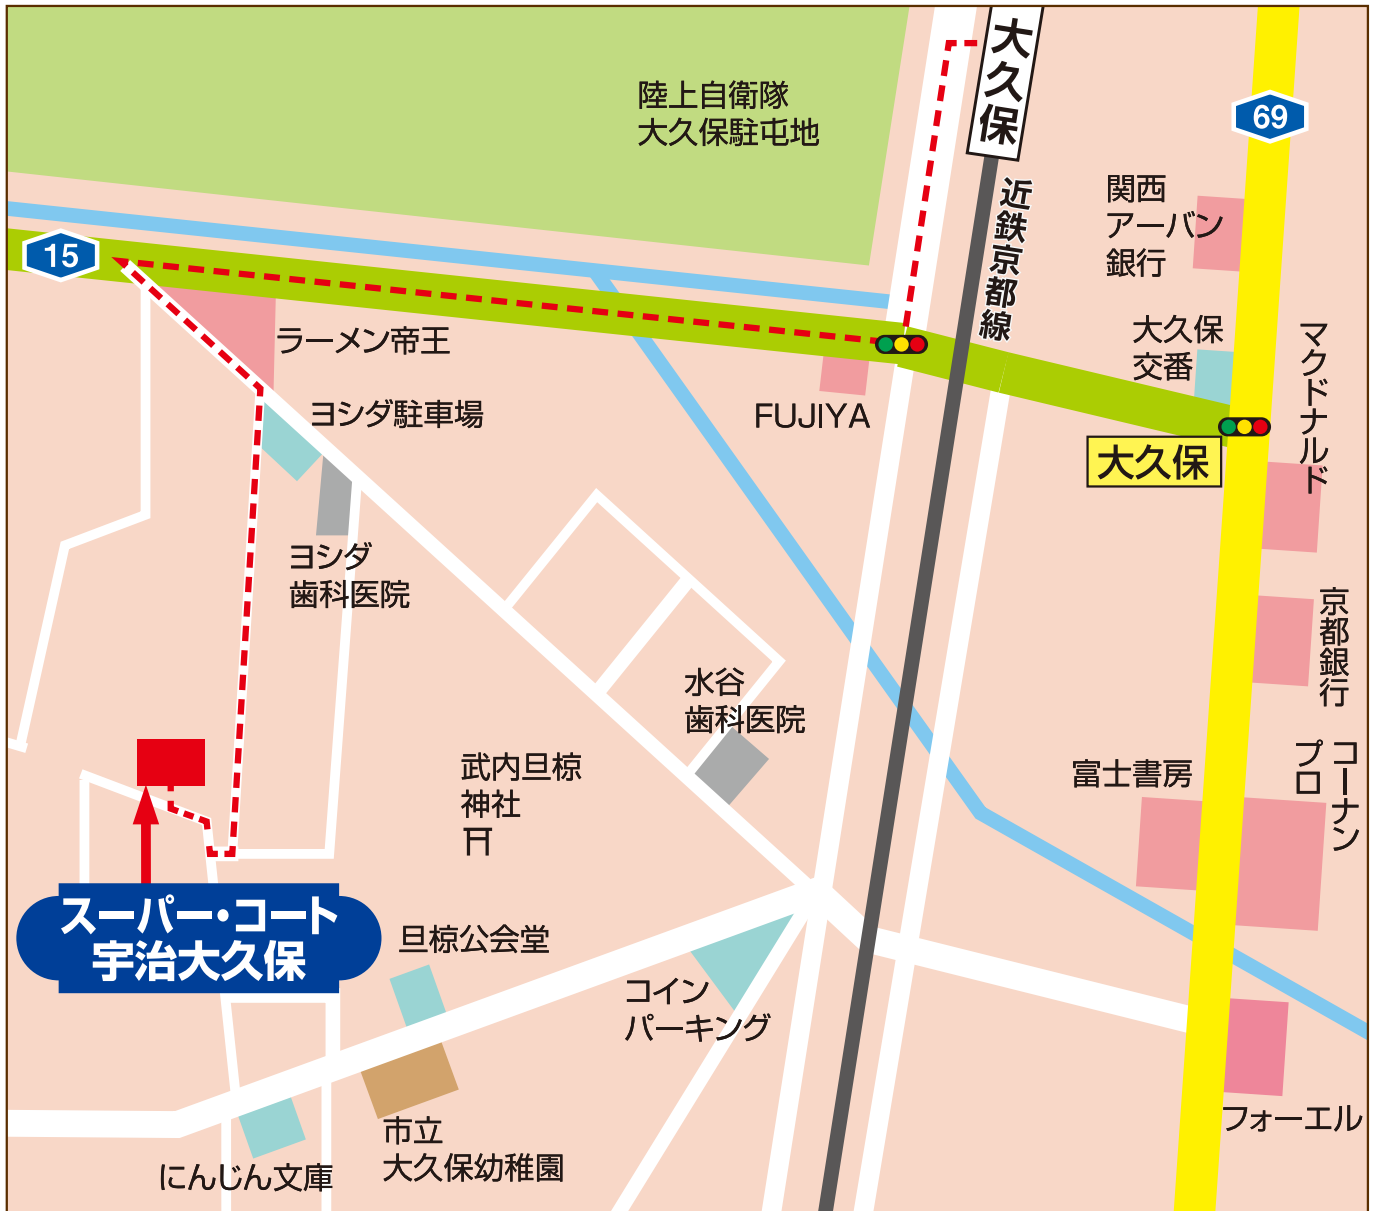 大久保
69
陸上自衛隊
大久保駐屯地
近鉄京都線
関西
アーバン
銀行
15
大久保
交番
マクドナルド
ラーメン帝王
FUJIYA
ヨシダ駐車場
大久保
ヨシダ
歯科医院
京都銀行
水谷
歯科医院
武内旦椋
神社
富士書房
コーナン
プロ
スーパー・コート
宇治大久保
旦椋公会堂
コイン
パーキング
市立
大久保幼稚園
フォーエル
にんじん文庫